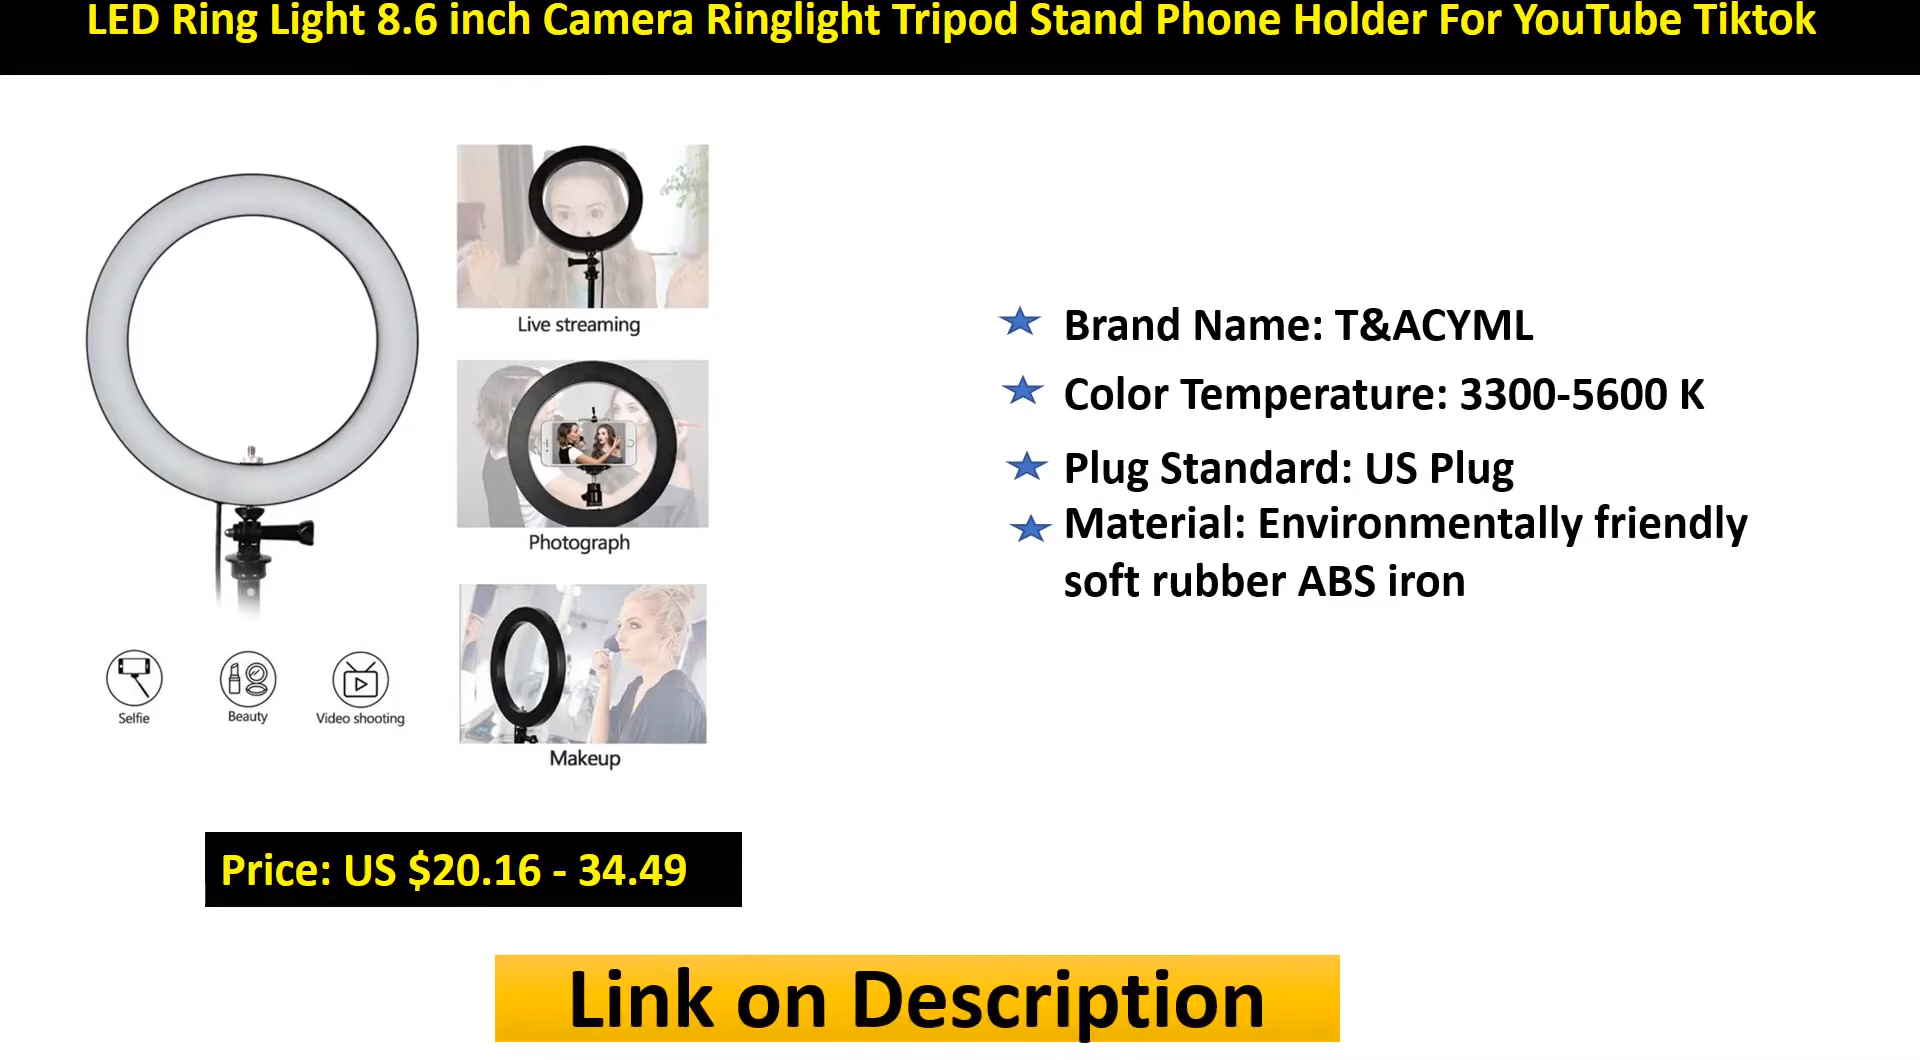 LED Ring Light 8.6 inch Camera Ringlight Tripod Stand Phone Holder For YouTube Tiktok
Live streaming
Photograph
Selfie
Beauty
Video shooting
Makeup
Brand Name: T&ACYML
Color Temperature: 3300-5600 K
Plug Standard: US Plug
Material: Environmentally friendly
soft rubber ABS iron
Price: US $20.16 - 34.49
Link on Description